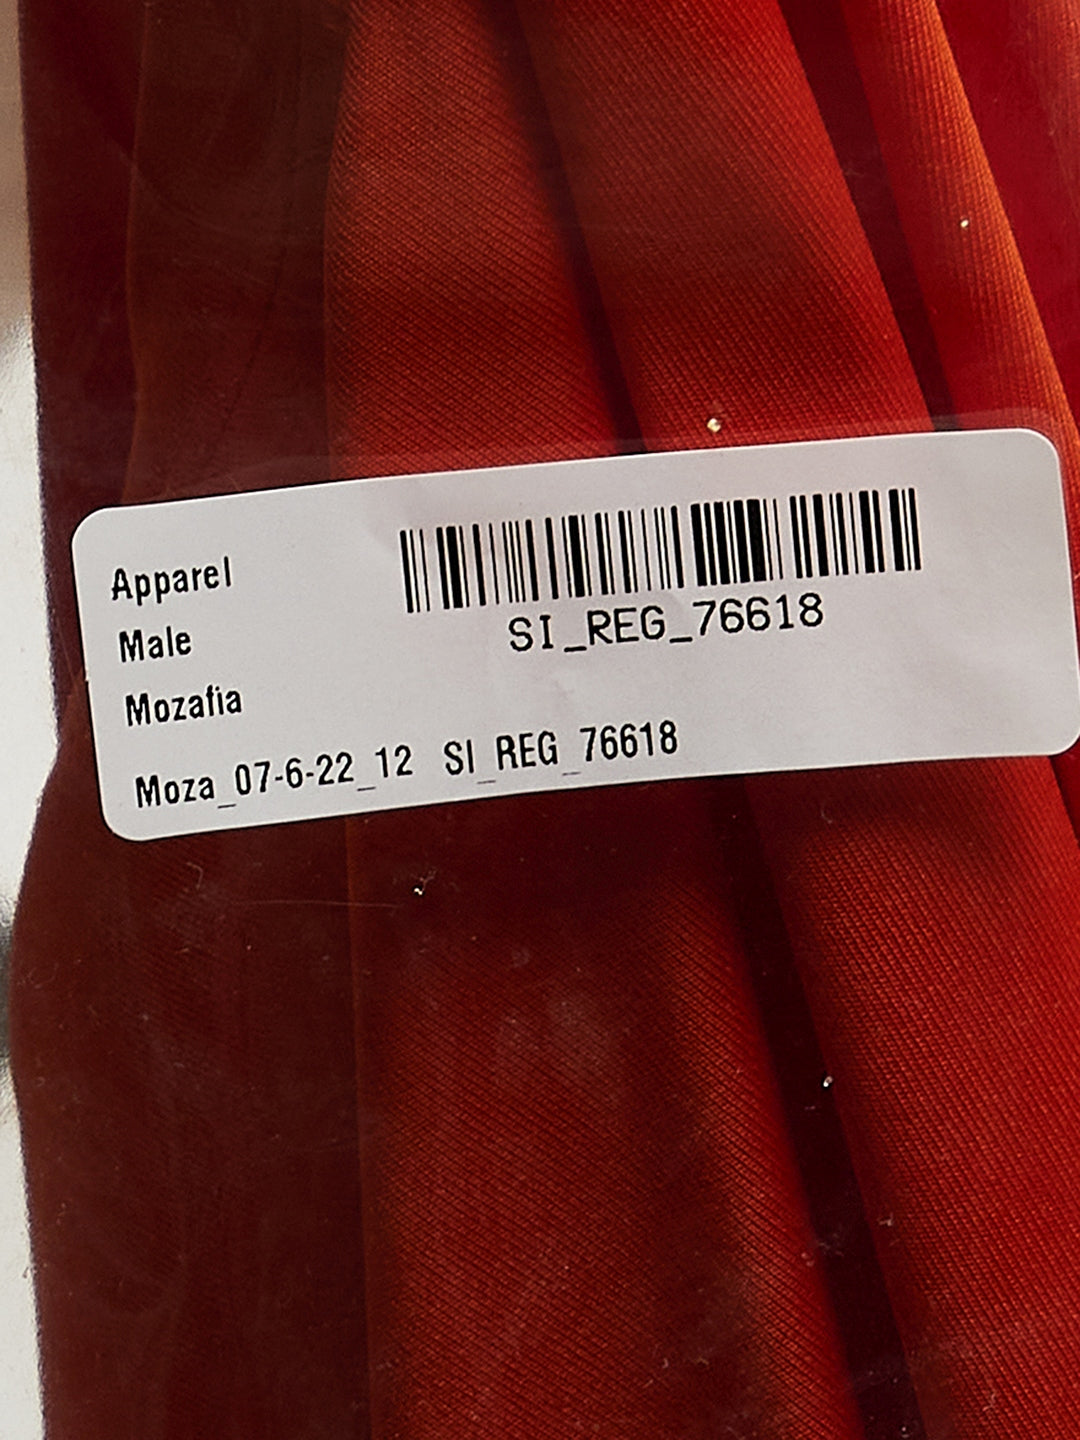 Apparel
Male
Mozafia
SI_REG_76618
Moza_07-6-22_12 SI_REG_76618